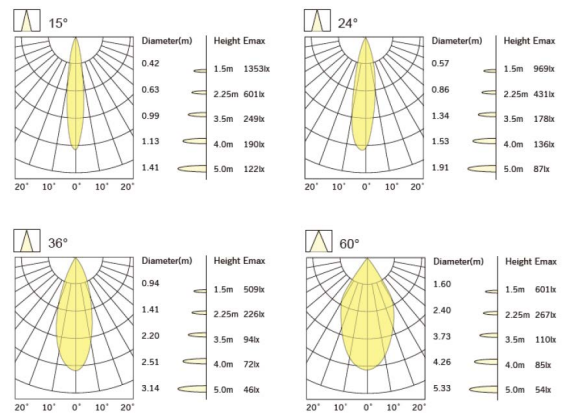 15°
Diameter(m) Height Emax
0.42 1.5m 1353lx
0.63 2.25m 601lx
0.99 3.5m 249lx
1.13 4.0m 190lx
1.41 5.0m 122lx
20° 10° 0° 10° 20°
24°
Diameter(m) Height Emax
0.57 1.5m 969lx
0.86 2.25m 431lx
1.34 3.5m 178lx
1.53 4.0m 136lx
1.91 5.0m 87lx
20° 10° 0° 10° 20°
36°
Diameter(m) Height Emax
0.94 1.5m 509lx
1.41 2.25m 226lx
2.20 3.5m 94lx
2.51 4.0m 72lx
3.14 5.0m 46lx
20° 10° 0° 10° 20°
60°
Diameter(m) Height Emax
1.60 1.5m 601lx
2.40 2.25m 267lx
3.73 3.5m 110lx
4.26 4.0m 85lx
5.33 5.0m 54lx
20° 10° 0° 10° 20°